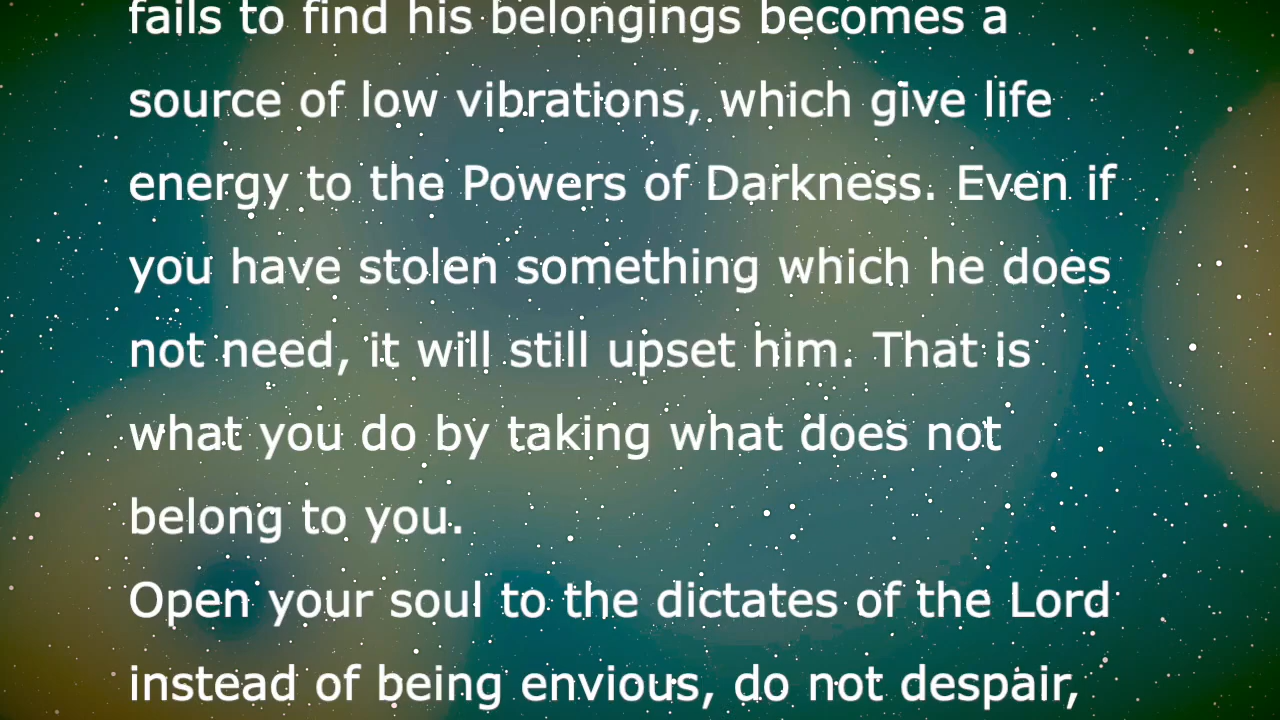 fails to find his belongings becomes a
source of low vibrations, which give life
energy to the Powers of Darkness. Even if
you have stolen something which he does
not need, it will still upset him. That is
what you do by taking what does not
belong to you.
Open your soul to the dictates of the Lord
instead of being envious, do not despair,